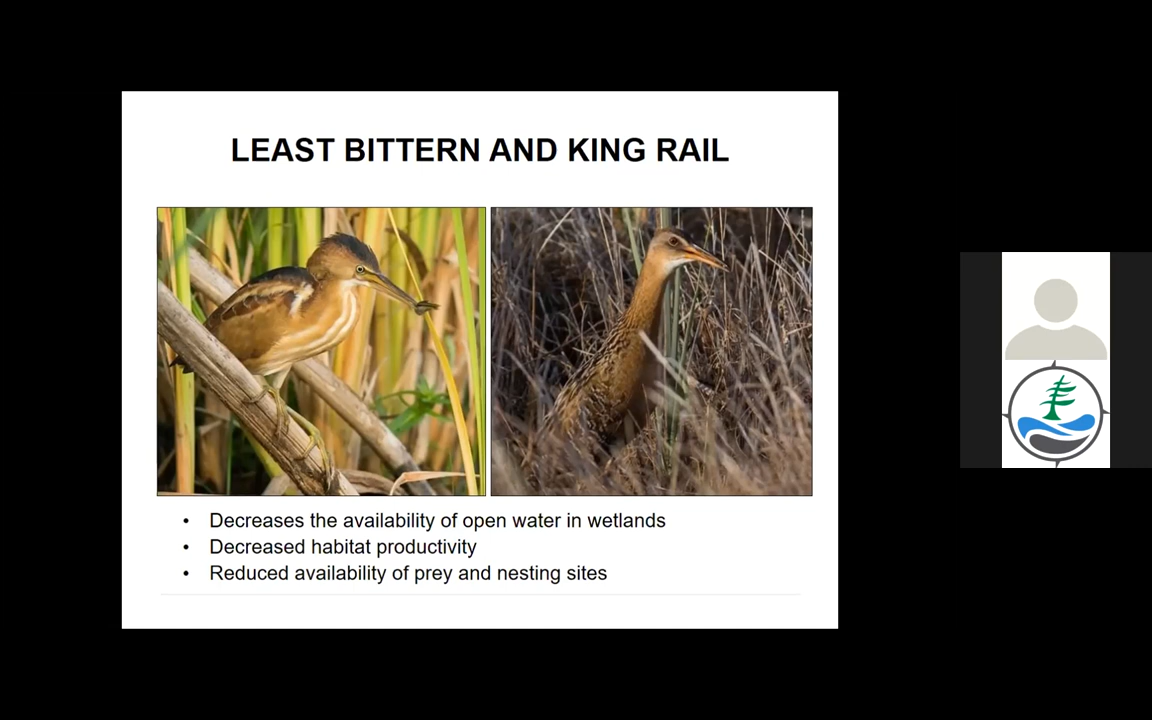 LEAST BITTERN AND KING RAIL
• Decreases the availability of open water in wetlands
• Decreased habitat productivity
• Reduced availability of prey and nesting sites